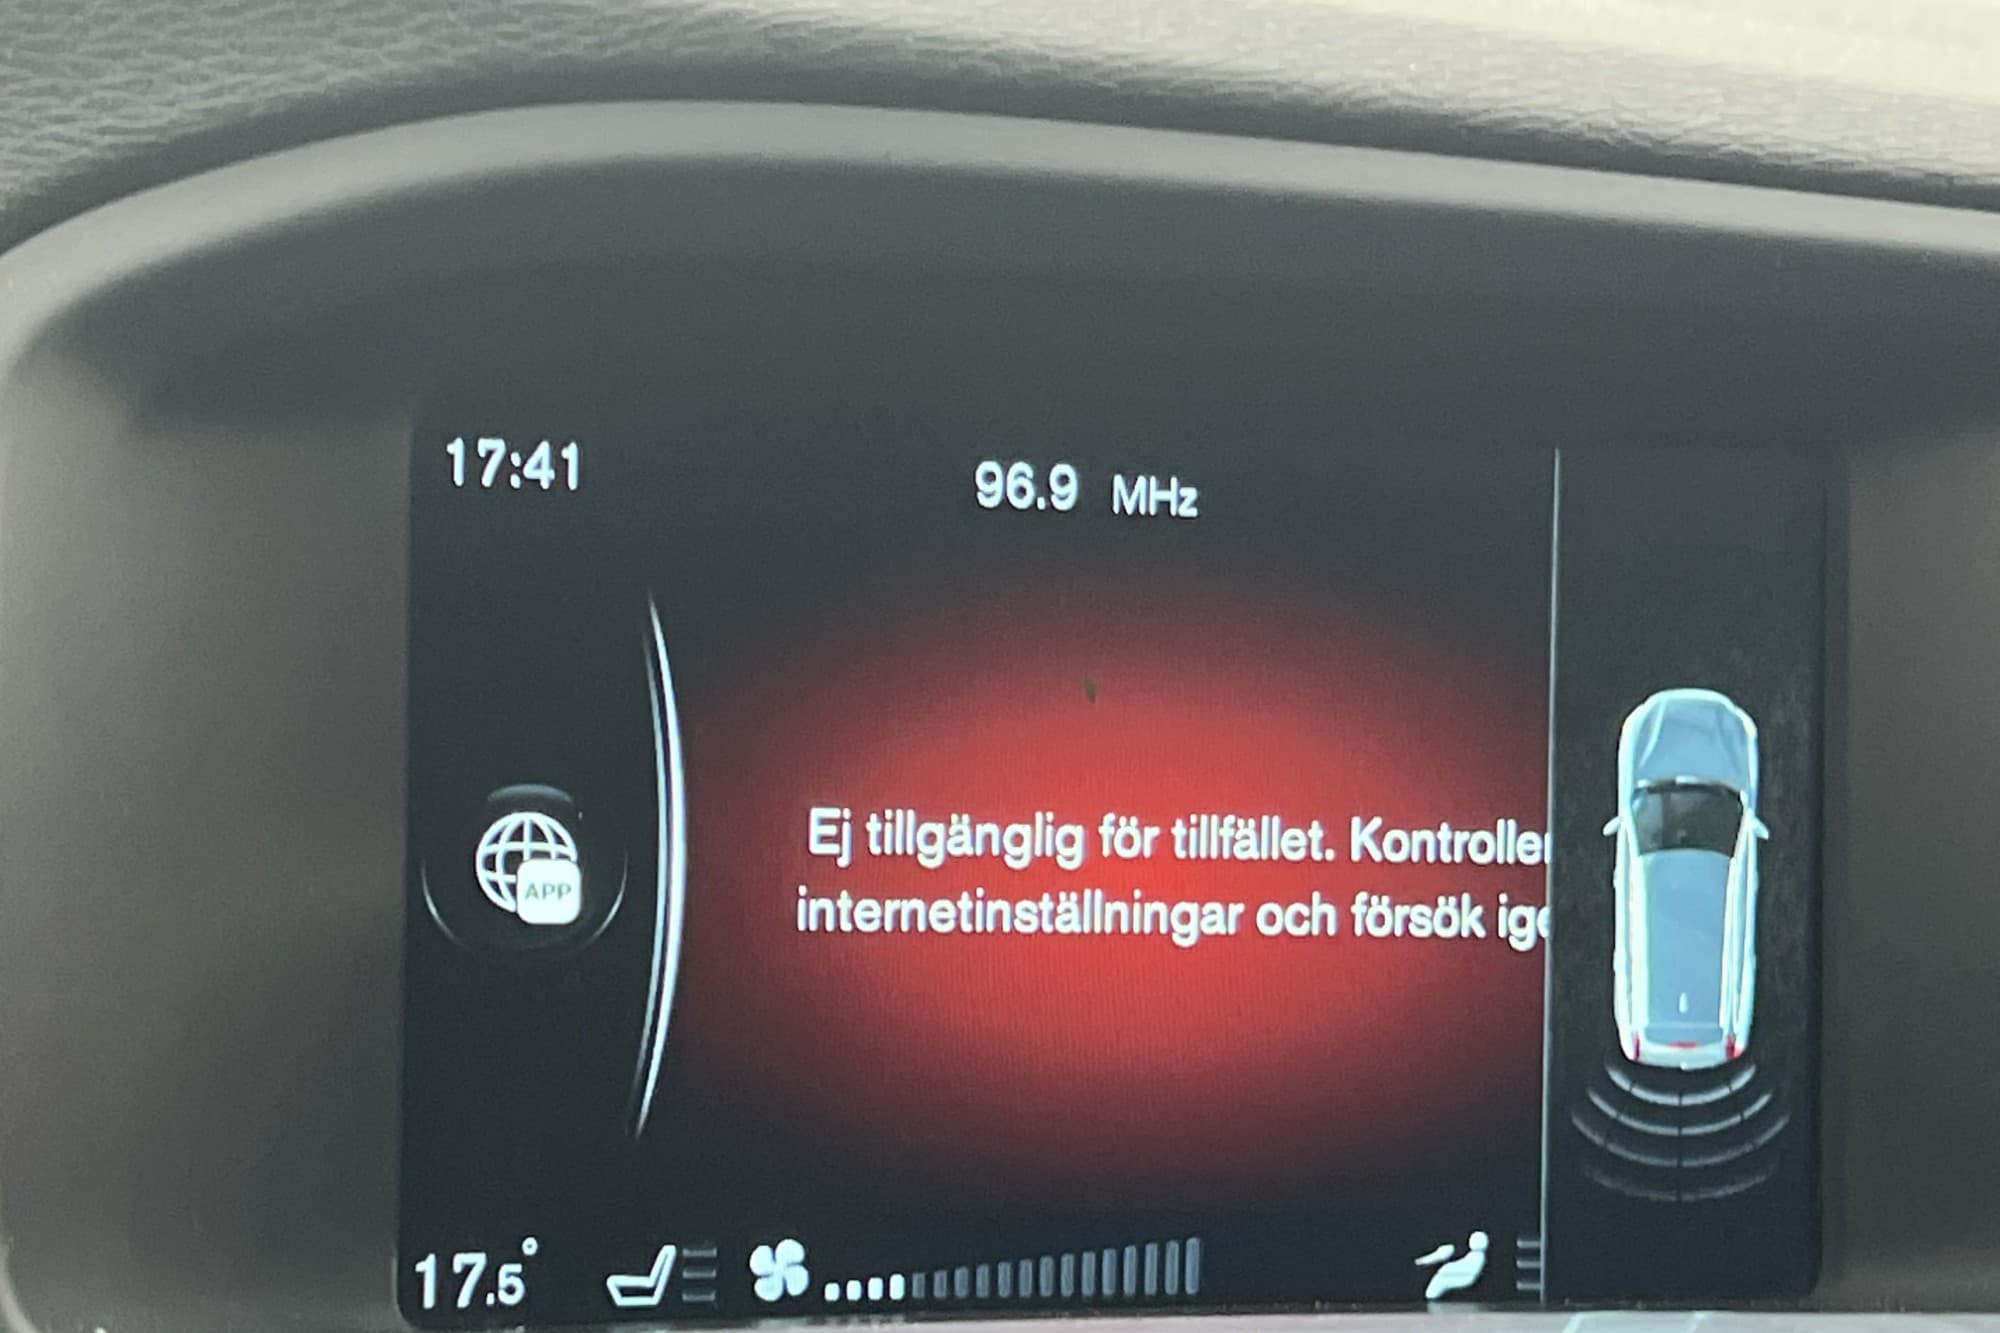 17:41
96.9 MHz
APP
Ej tillgänglig för tillfället. Kontroller
internetinställningar och försök ige
17.5°